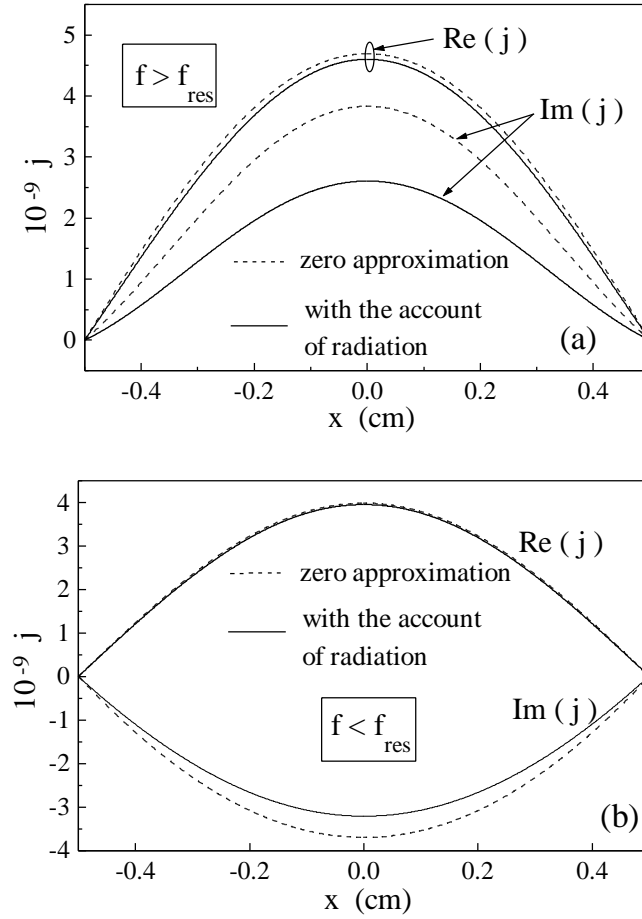 Re ( j )
f > f res
Im ( j )
10 -9 j
5
4
3
2
1
0
zero approximation
with the account
of radiation
(a)
-0.4 -0.2 0.0 0.2 0.4
x (cm)
4
3
2
1
0
-1
-2
-3
-4
10 -9 j
Re ( j )
zero approximation
with the account
of radiation
f < f res
Im ( j )
(b)
-0.4 -0.2 0.0 0.2 0.4
x (cm)